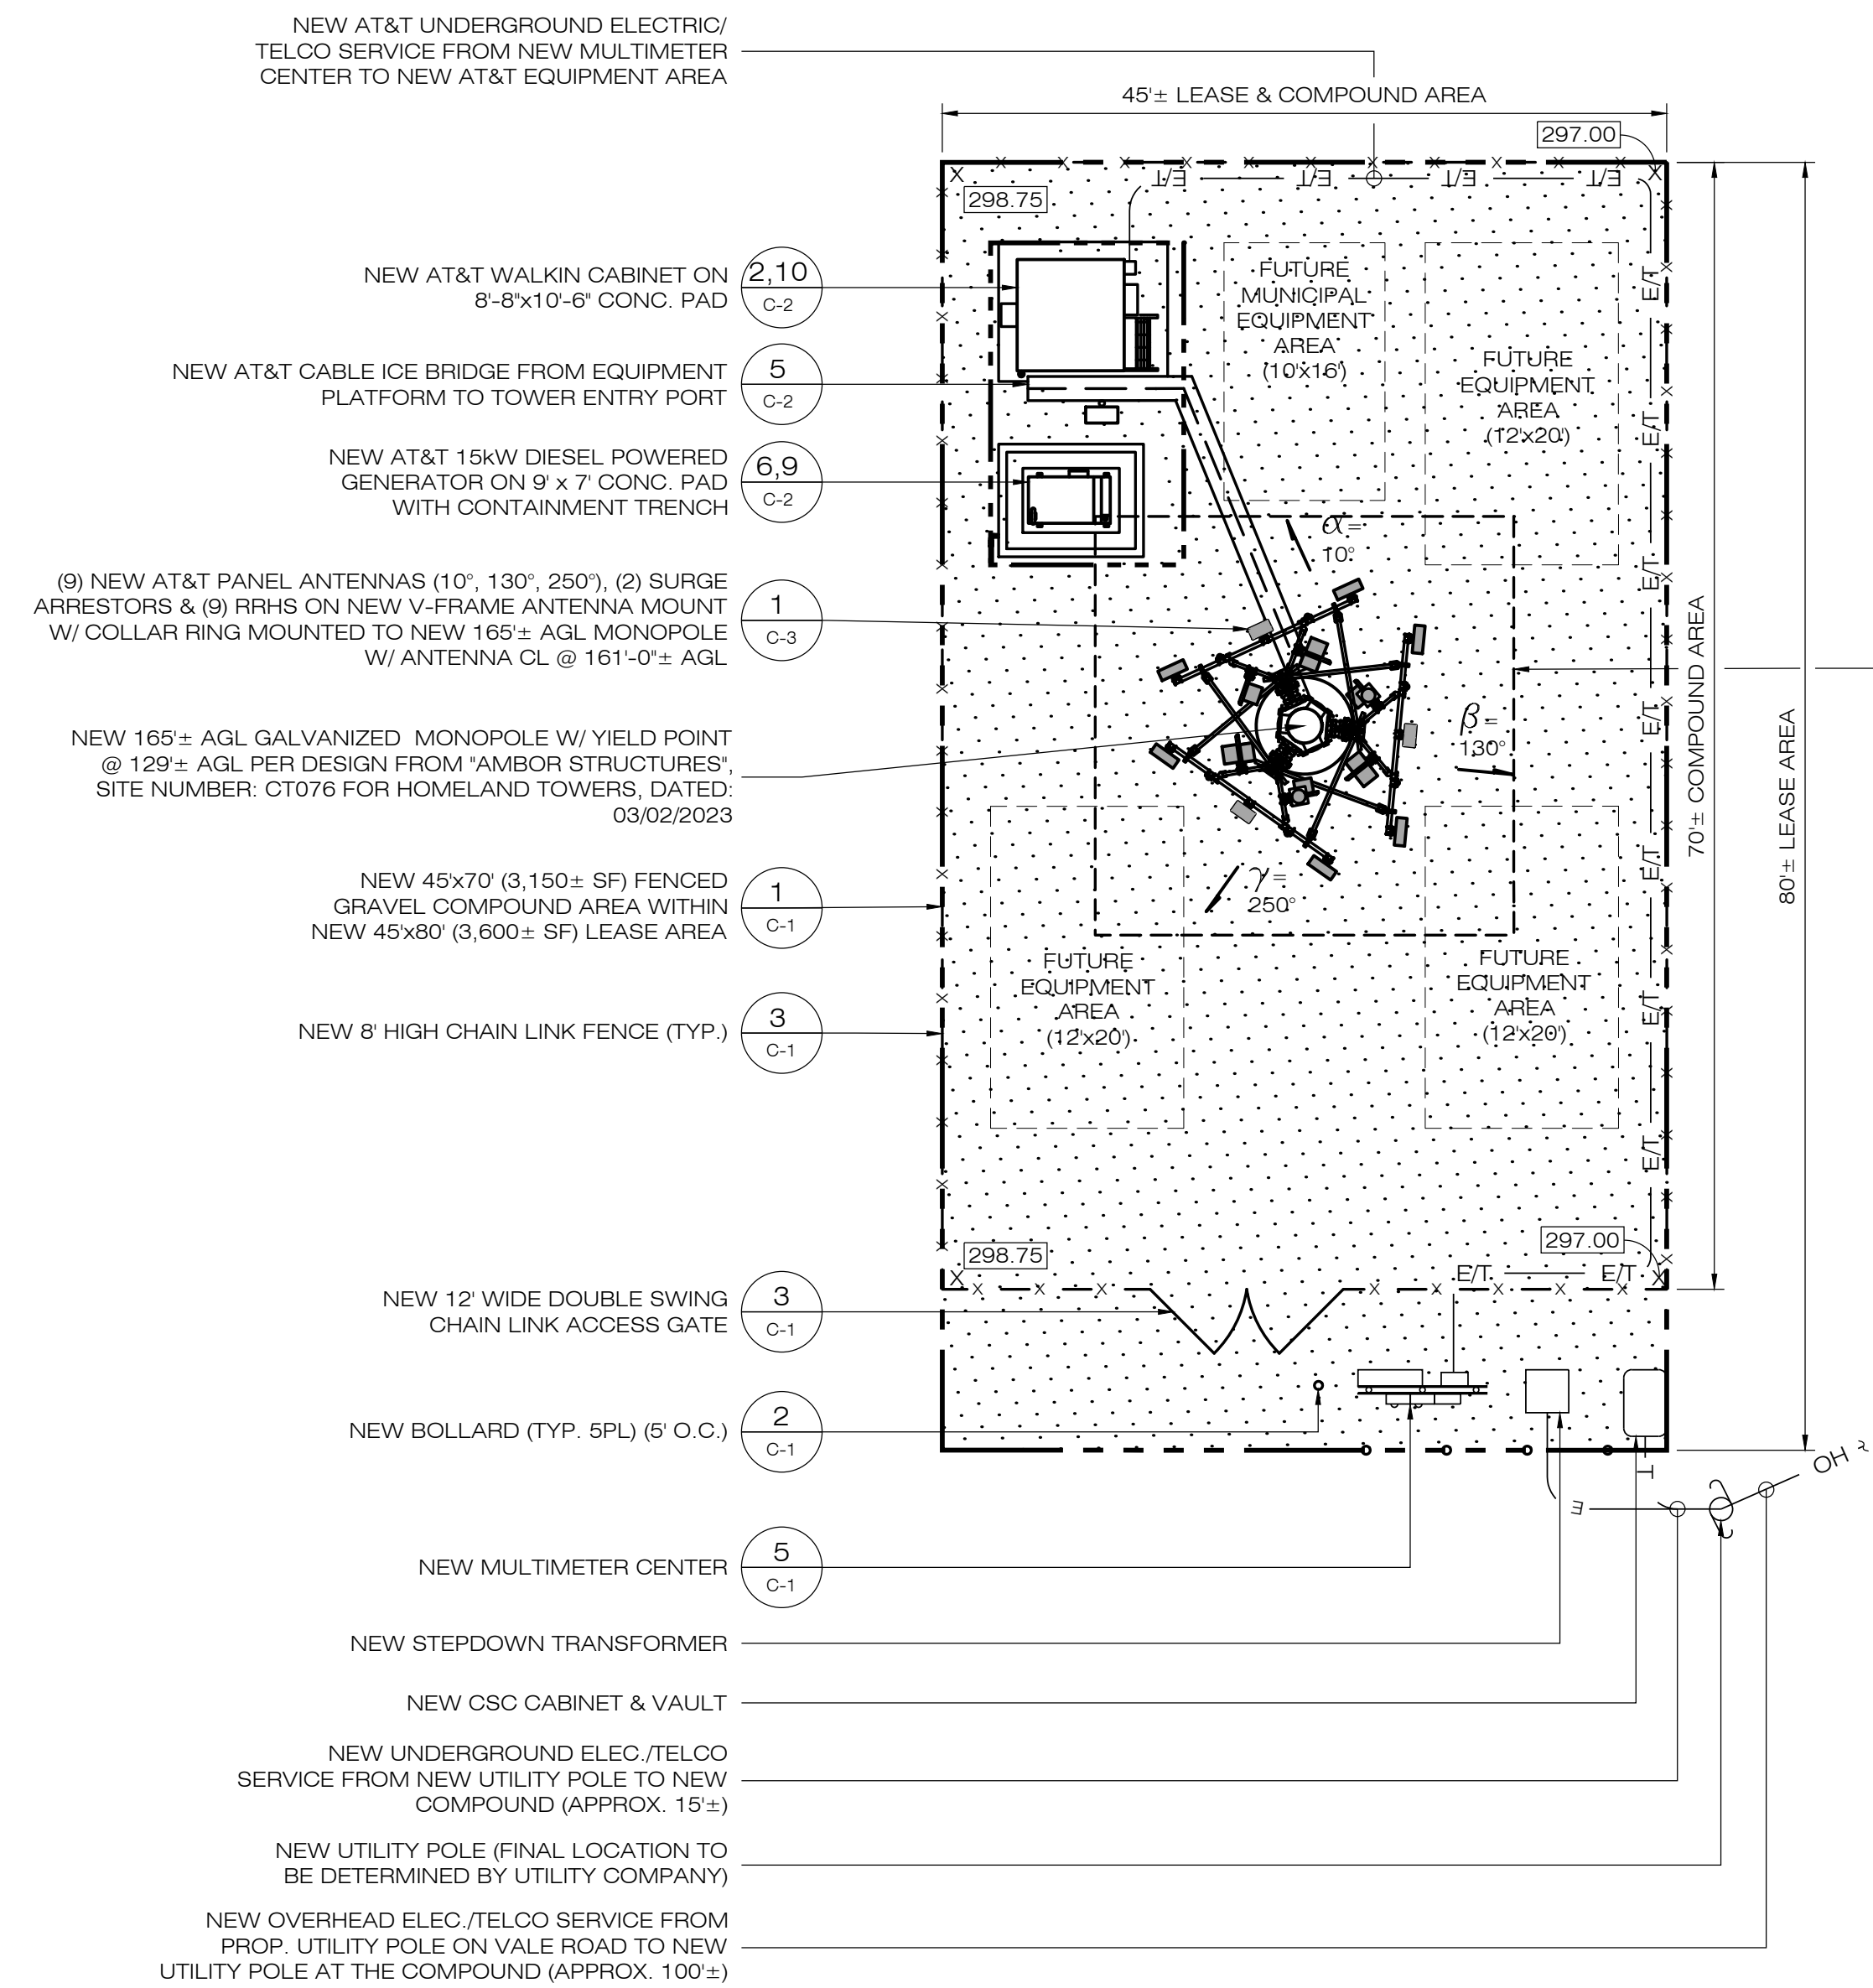 NEW AT&T UNDERGROUND ELECTRIC/
TELCO SERVICE FROM NEW MULTIMETER
CENTER TO NEW AT&T EQUIPMENT AREA
45'± LEASE & COMPOUND AREA
297.00
298.75
E/T E/T E/T E/T
NEW AT&T WALKIN CABINET ON
8'-8"x10'-6" CONC. PAD
2,10
C-2
NEW AT&T CABLE ICE BRIDGE FROM EQUIPMENT
PLATFORM TO TOWER ENTRY PORT
5
C-2
NEW AT&T 15kW DIESEL POWERED
GENERATOR ON 9' x 7' CONC. PAD
WITH CONTAINMENT TRENCH
6,9
C-2
FUTURE
MUNICIPAL
EQUIPMENT
AREA
(10'x16')
FUTURE
EQUIPMENT
AREA
(12'x20')
(9) NEW AT&T PANEL ANTENNAS (10°, 130°, 250°), (2) SURGE
ARRESTORS & (9) RRHS ON NEW V-FRAME ANTENNA MOUNT
W/ COLLAR RING MOUNTED TO NEW 165'± AGL MONOPOLE
W/ ANTENNA CL @ 161'-0"± AGL
1
C-3
α=
10°
β=
130°
γ=
250°
NEW 165'± AGL GALVANIZED MONOPOLE W/ YIELD POINT
@ 129'± AGL PER DESIGN FROM "AMBOR STRUCTURES",
SITE NUMBER: CT076 FOR HOMELAND TOWERS, DATED:
03/02/2023
E/T
E/T
E/T
E/T
E/T
E/T
E/T
70'± COMPOUND AREA
80'± LEASE AREA
NEW 45'x70' (3,150± SF) FENCED
GRAVEL COMPOUND AREA WITHIN
NEW 45'x80' (3,600± SF) LEASE AREA
1
C-1
FUTURE
EQUIPMENT
AREA
(12'x20')
FUTURE
EQUIPMENT
AREA
(12'x20')
NEW 8' HIGH CHAIN LINK FENCE (TYP.)
3
C-1
298.75
297.00
E/T E/T
NEW 12' WIDE DOUBLE SWING
CHAIN LINK ACCESS GATE
3
C-1
NEW BOLLARD (TYP. 5PL) (5' O.C.)
2
C-1
T
E
OH
NEW MULTIMETER CENTER
5
C-1
NEW STEPDOWN TRANSFORMER
NEW CSC CABINET & VAULT
NEW UNDERGROUND ELEC./TELCO
SERVICE FROM NEW UTILITY POLE TO NEW
COMPOUND (APPROX. 15'±)
NEW UTILITY POLE (FINAL LOCATION TO
BE DETERMINED BY UTILITY COMPANY)
NEW OVERHEAD ELEC./TELCO SERVICE FROM
PROP. UTILITY POLE ON VALE ROAD TO NEW
UTILITY POLE AT THE COMPOUND (APPROX. 100'±)